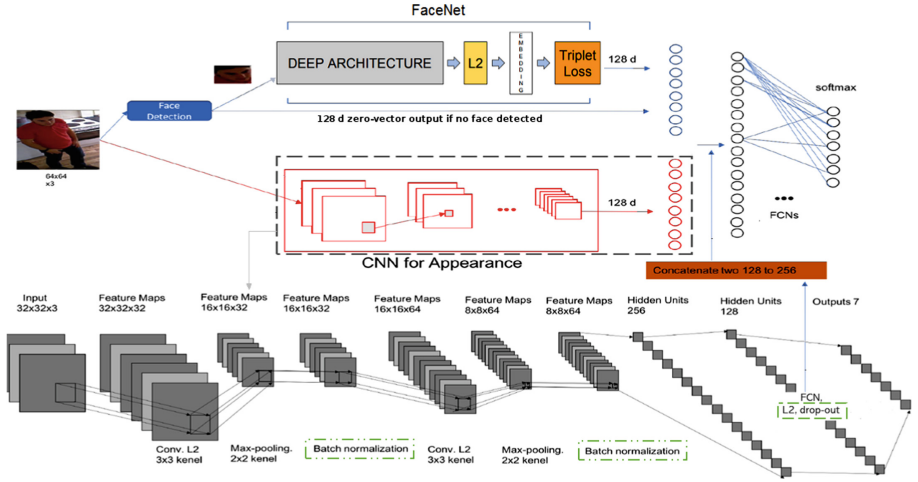 FaceNet
DEEP ARCHITECTURE
L2
EMBEDDING
Triplet
Loss
128 d
softmax
Face
Detection
128 d zero-vector output if no face detected
64x64
x3
128 d
FCNs
CNN for Appearance
Concatenate two 128 to 256
Input
32x32x3
Feature Maps
32x32x32
Feature Maps
16x16x32
Feature Maps
16x16x32
Feature Maps
16x16x64
Feature Maps
8x8x64
Feature Maps
8x8x64
Hidden Units
256
Hidden Units
128
Outputs 7
FCN,
L2, drop-out
Conv. L2
3x3 kenel
Max-pooling.
2x2 kenel
Batch normalization
Conv. L2
3x3 kenel
Max-pooling.
2x2 kenel
Batch normalization